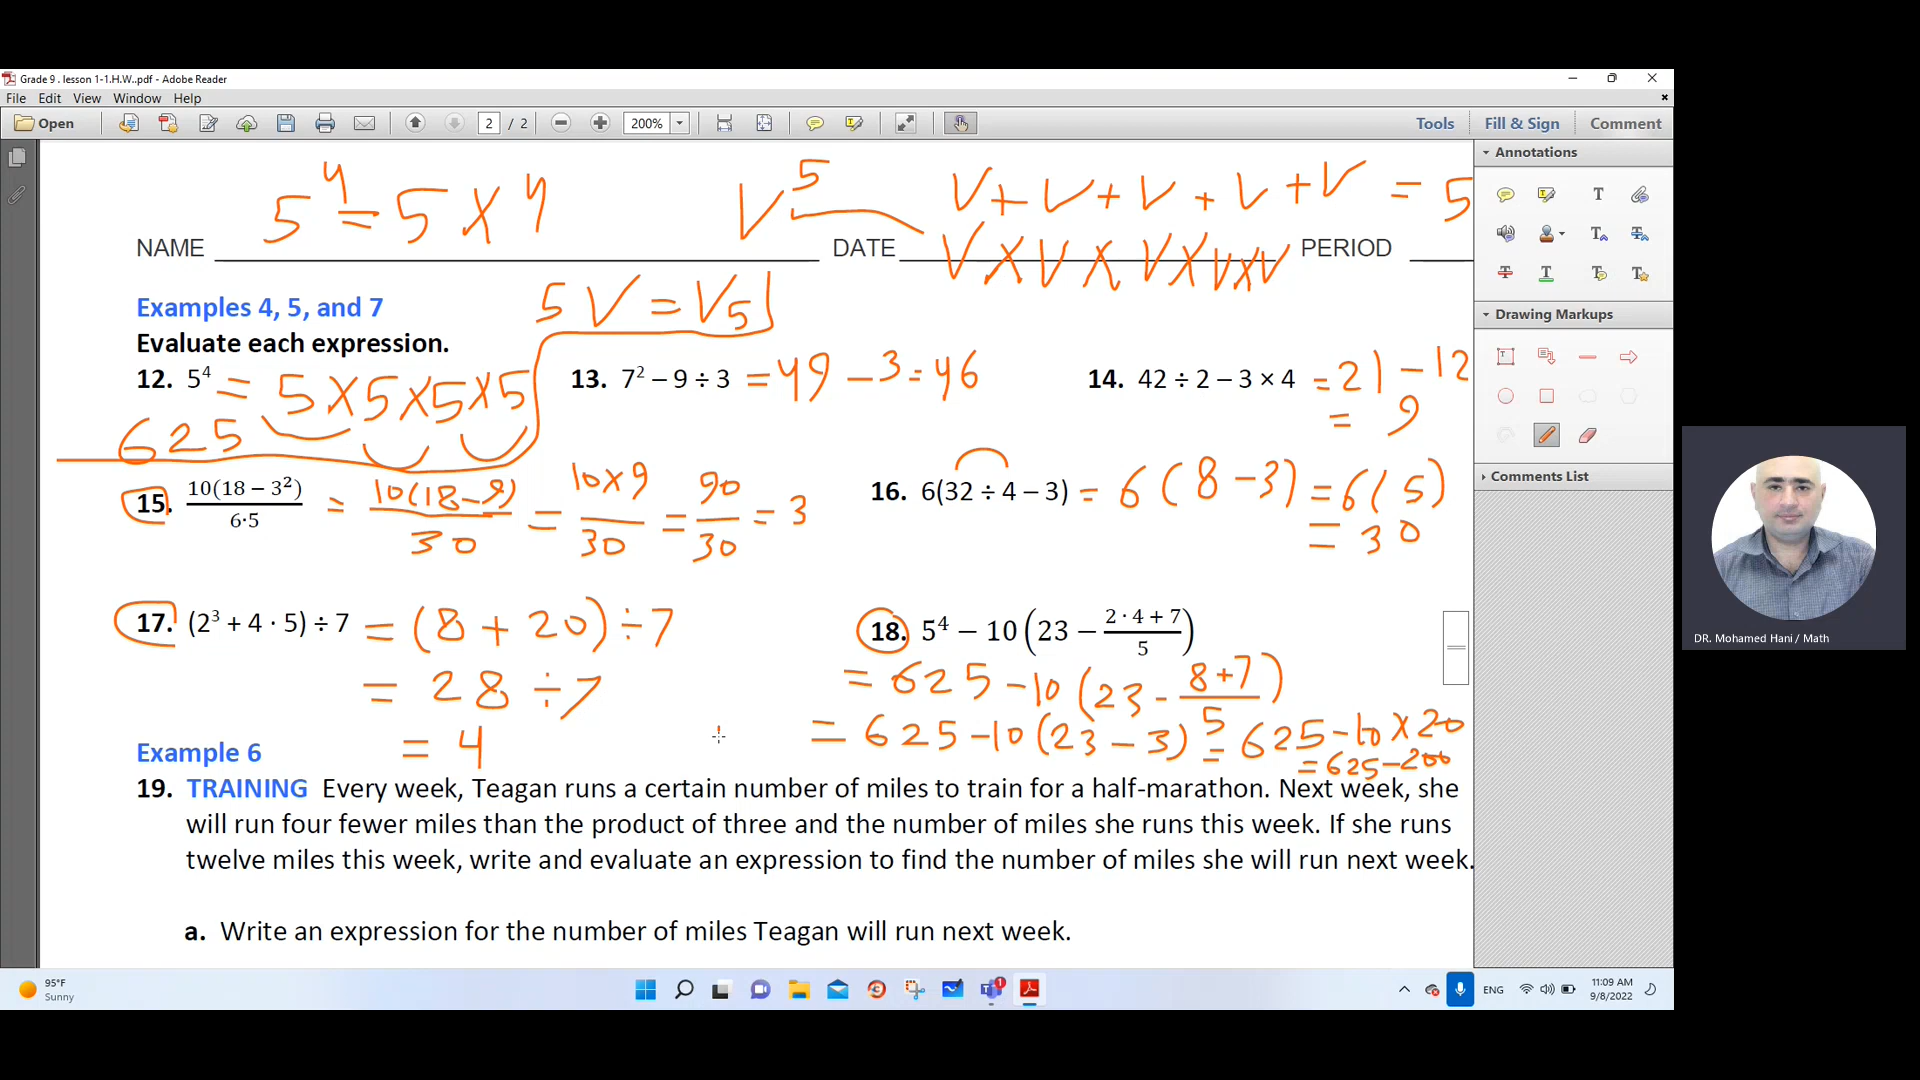 Grade 9 . lesson 1-1.H.W..pdf - Adobe Reader
File Edit View Window Help
Open 2 / 2 200% Tools Fill & Sign Comment
Annotations
T
Drawing Markups
Comments List
5⁴ = 5 × 4
V⁵
V + V + V + V + V = 5
V × V × V × V × V
NAME DATE PERIOD
5 V = V5
Examples 4, 5, and 7
Evaluate each expression.
12. 5⁴ = 5 × 5 × 5 × 5
625
13. 7² – 9 ÷ 3 = 49 – 3 = 46
14. 42 ÷ 2 – 3 × 4 = 21 – 12
= 9
15. 10(18 – 3²) / 6·5 = 10(18 – 9) / 30 = 10×9 / 30 = 90 / 30 = 3
16. 6(32 ÷ 4 – 3) = 6 (8 – 3) = 6(5)
= 30
17. (2³ + 4 · 5) ÷ 7 = (8 + 20) ÷ 7
= 28 ÷ 7
= 4
18. 5⁴ – 10 (23 – 2 · 4 + 7 / 5)
= 625 – 10 (23 – 8+7 / 5)
= 625 – 10 (23 – 3) = 625 – 10 × 20
= 625 – 200
Example 6
19. TRAINING Every week, Teagan runs a certain number of miles to train for a half-marathon. Next week, she
will run four fewer miles than the product of three and the number of miles she runs this week. If she runs
twelve miles this week, write and evaluate an expression to find the number of miles she will run next week.
a. Write an expression for the number of miles Teagan will run next week.
DR. Mohamed Hani / Math
95°F
Sunny
1
ENG
11:09 AM
9/8/2022